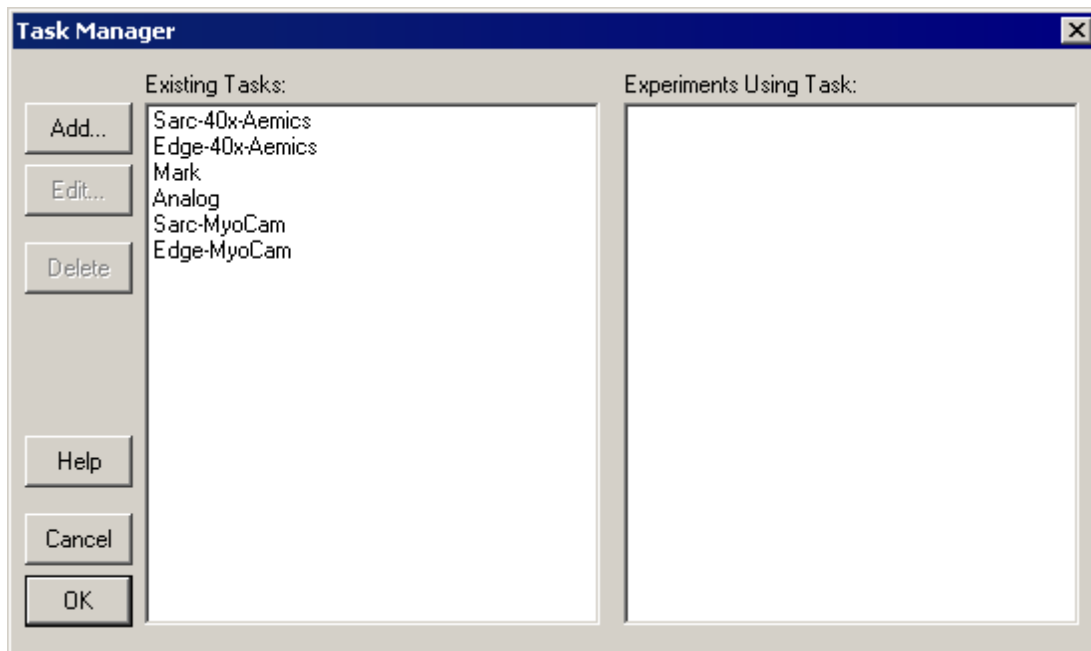 Task Manager
Existing Tasks:
Experiments Using Task:
Add...
Edit...
Delete
Help
Cancel
OK
Sarc-40x-Aemics
Edge-40x-Aemics
Mark
Analog
Sarc-MyoCam
Edge-MyoCam